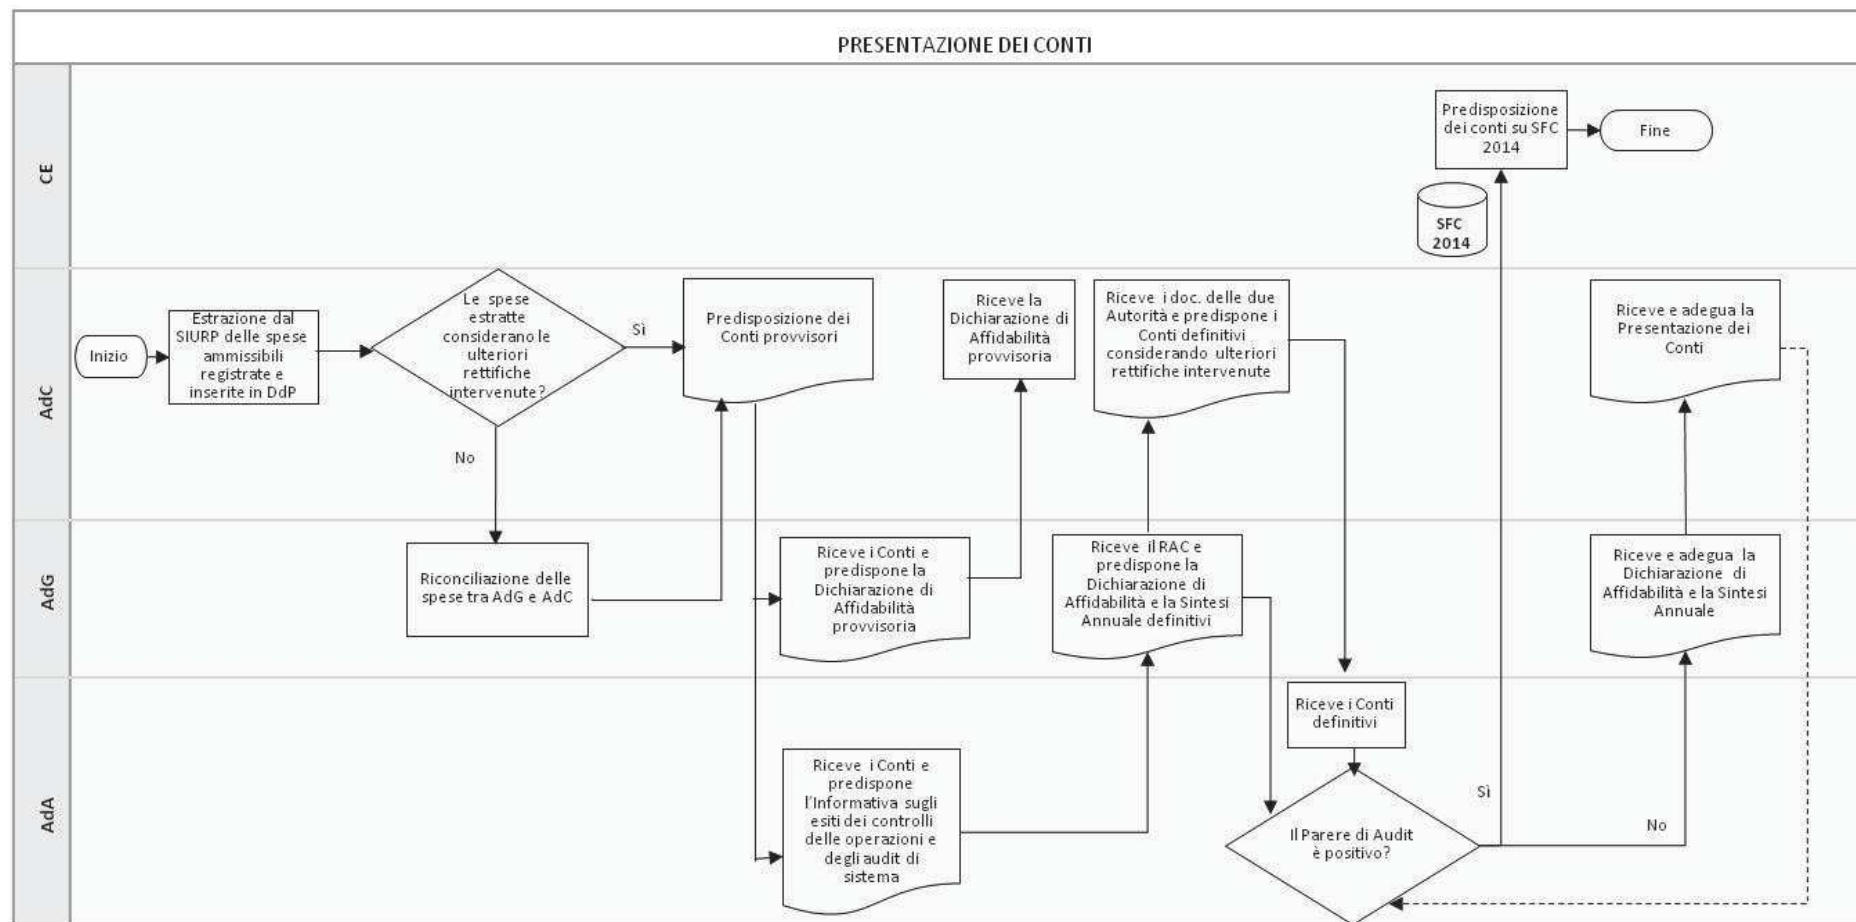 PRESENTAZIONE DEI CONTI
CE
Predisposizione
dei conti su SFC
2014
Fine
SFC
2014
AdC
Inizio
Estrazione dal
SIURP delle spese
ammissibili
registrate e
inserite in DdP
Le spese
estratte
considerano le
ulteriori
rettifiche
intervenute?
Sì
No
Predisposizione dei
Conti provvisori
Riceve la
Dichiarazione di
Affidabilità
provvisoria
Riceve i doc. delle due
Autorità e predispone i
Conti definitivi
considerando ulteriori
rettifiche intervenute
Riceve e adegua la
Presentazione dei
Conti
AdG
Riconciliazione delle
spese tra AdG e AdC
Riceve i Conti e
predispone la
Dichiarazione di
Affidabilità
provvisoria
Riceve il RAC e
predispone la
Dichiarazione di
Affidabilità e la Sintesi
Annuale definitivi
Riceve e adegua la
Dichiarazione di
Affidabilità e la Sintesi
Annuale
AdA
Riceve i Conti e
predispone
l'Informativa sugli
esiti dei controlli
delle operazioni e
degli audit di
sistema
Riceve i Conti
definitivi
Il Parere di Audit
è positivo?
Sì
No